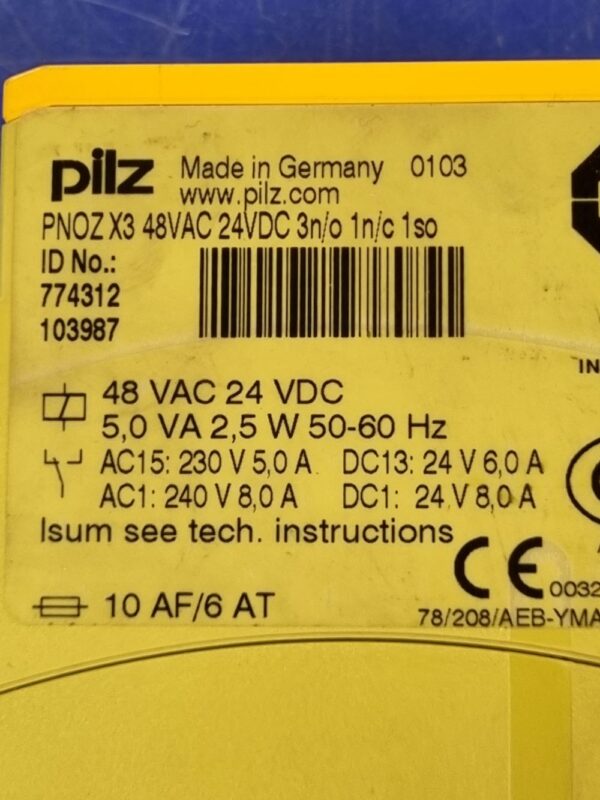 pilz Made in Germany 0103
www.pilz.com
PNOZ X3 48VAC 24VDC 3n/o 1n/c 1so
ID No.:
774312
103987
IN
48 VAC 24 VDC
5,0 VA 2,5 W 50-60 Hz
AC15: 230 V 5,0 A DC13: 24 V 6,0 A
AC1: 240 V 8,0 A DC1: 24 V 8,0 A
Isum see tech. instructions
CE 0032
10 AF/6 AT
78/208/AEB-YMA